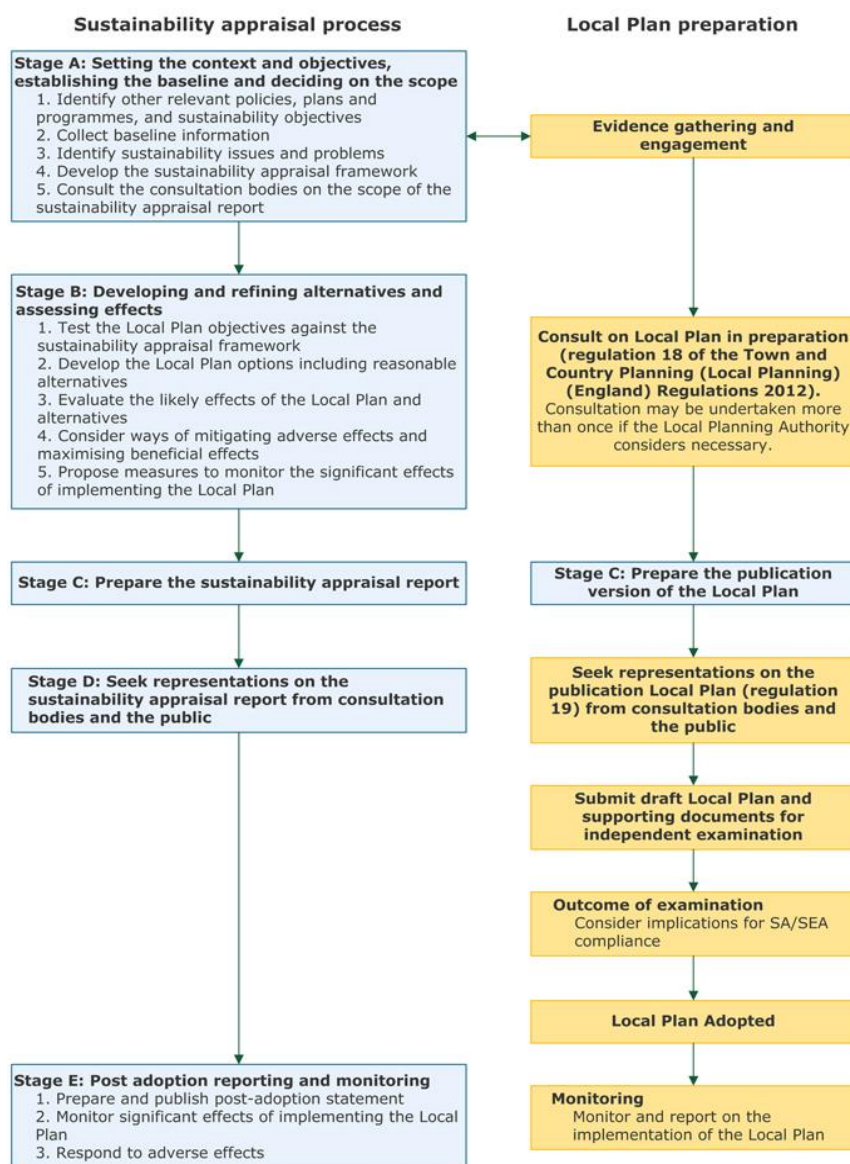 Sustainability appraisal process
Local Plan preparation
Stage A: Setting the context and objectives,
establishing the baseline and deciding on the scope
1. Identify other relevant policies, plans and
programmes, and sustainability objectives
2. Collect baseline information
3. Identify sustainability issues and problems
4. Develop the sustainability appraisal framework
5. Consult the consultation bodies on the scope of the
sustainability appraisal report
Evidence gathering and
engagement
Stage B: Developing and refining alternatives and
assessing effects
1. Test the Local Plan objectives against the
sustainability appraisal framework
2. Develop the Local Plan options including reasonable
alternatives
3. Evaluate the likely effects of the Local Plan and
alternatives
4. Consider ways of mitigating adverse effects and
maximising beneficial effects
5. Propose measures to monitor the significant effects
of implementing the Local Plan
Consult on Local Plan in preparation
(regulation 18 of the Town and
Country Planning (Local Planning)
(England) Regulations 2012).
Consultation may be undertaken more
than once if the Local Planning Authority
considers necessary.
Stage C: Prepare the sustainability appraisal report
Stage C: Prepare the publication
version of the Local Plan
Stage D: Seek representations on the
sustainability appraisal report from consultation
bodies and the public
Seek representations on the
publication Local Plan (regulation
19) from consultation bodies and
the public
Submit draft Local Plan and
supporting documents for
independent examination
Outcome of examination
Consider implications for SA/SEA
compliance
Local Plan Adopted
Stage E: Post adoption reporting and monitoring
1. Prepare and publish post-adoption statement
2. Monitor significant effects of implementing the Local
Plan
3. Respond to adverse effects
Monitoring
Monitor and report on the
implementation of the Local Plan